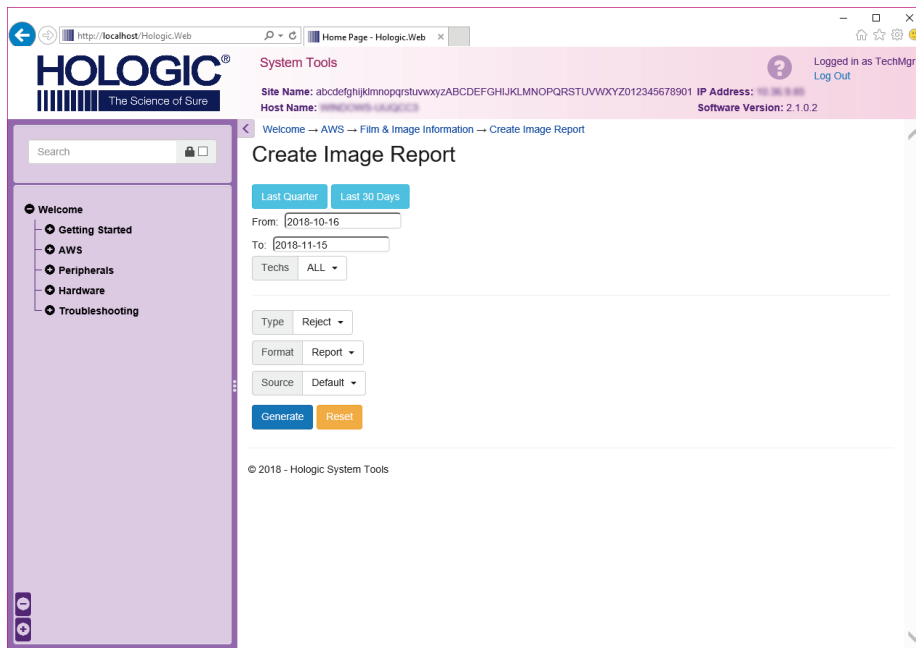 http://localhost/Hologic.Web
Home Page - Hologic.Web
HOLOGIC®
The Science of Sure
System Tools
Logged in as TechMgr
Log Out
Site Name: abcdefghijklmnopqrstuvwxyzABCDEFGHIJKLMNOPQRSTUVWXYZ012345678901 IP Address:
Host Name:
Software Version: 2.1.0.2
Search
Welcome → AWS → Film & Image Information → Create Image Report
Create Image Report
Last Quarter Last 30 Days
From: 2018-10-16
To: 2018-11-15
Techs ALL
Type Reject
Format Report
Source Default
Generate Reset
© 2018 - Hologic System Tools
Welcome
Getting Started
AWS
Peripherals
Hardware
Troubleshooting